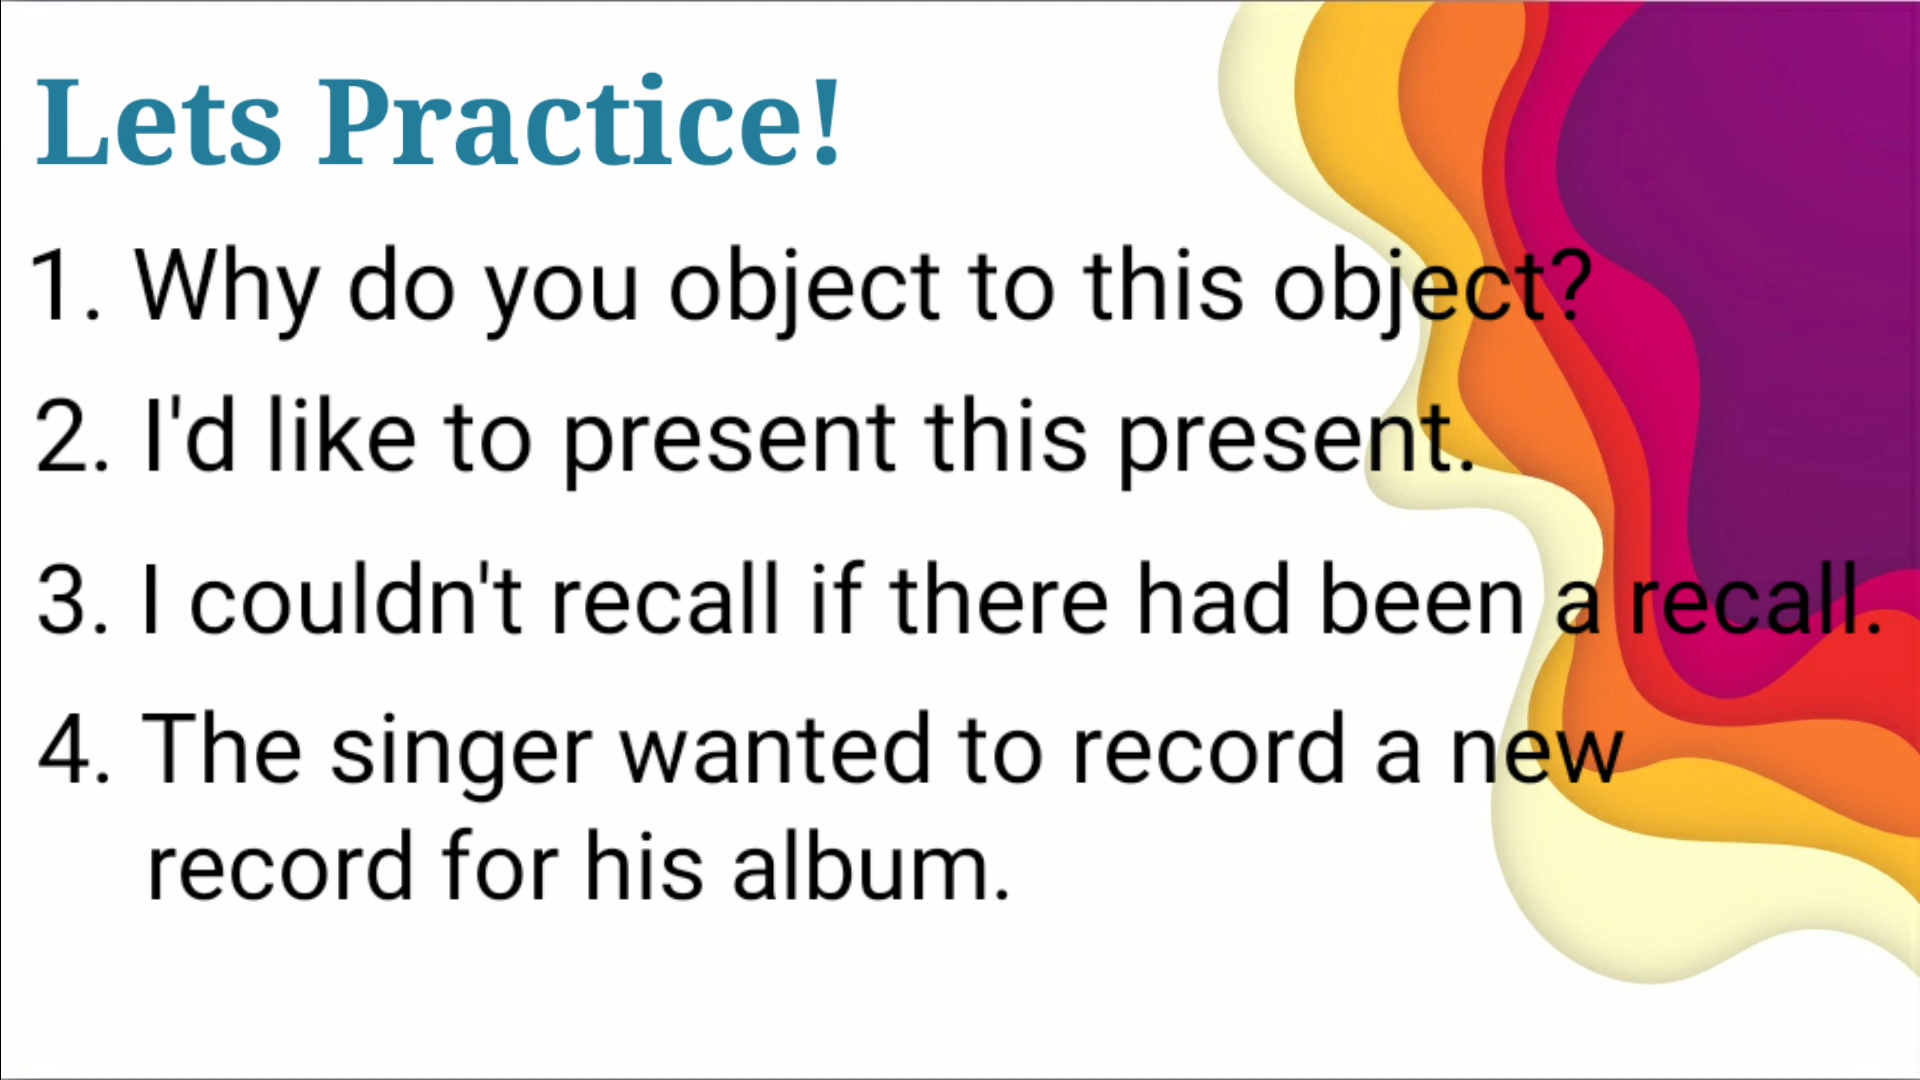 Lets Practice!
1. Why do you object to this object?
2. I'd like to present this present.
3. I couldn't recall if there had been a recall.
4. The singer wanted to record a new
record for his album.